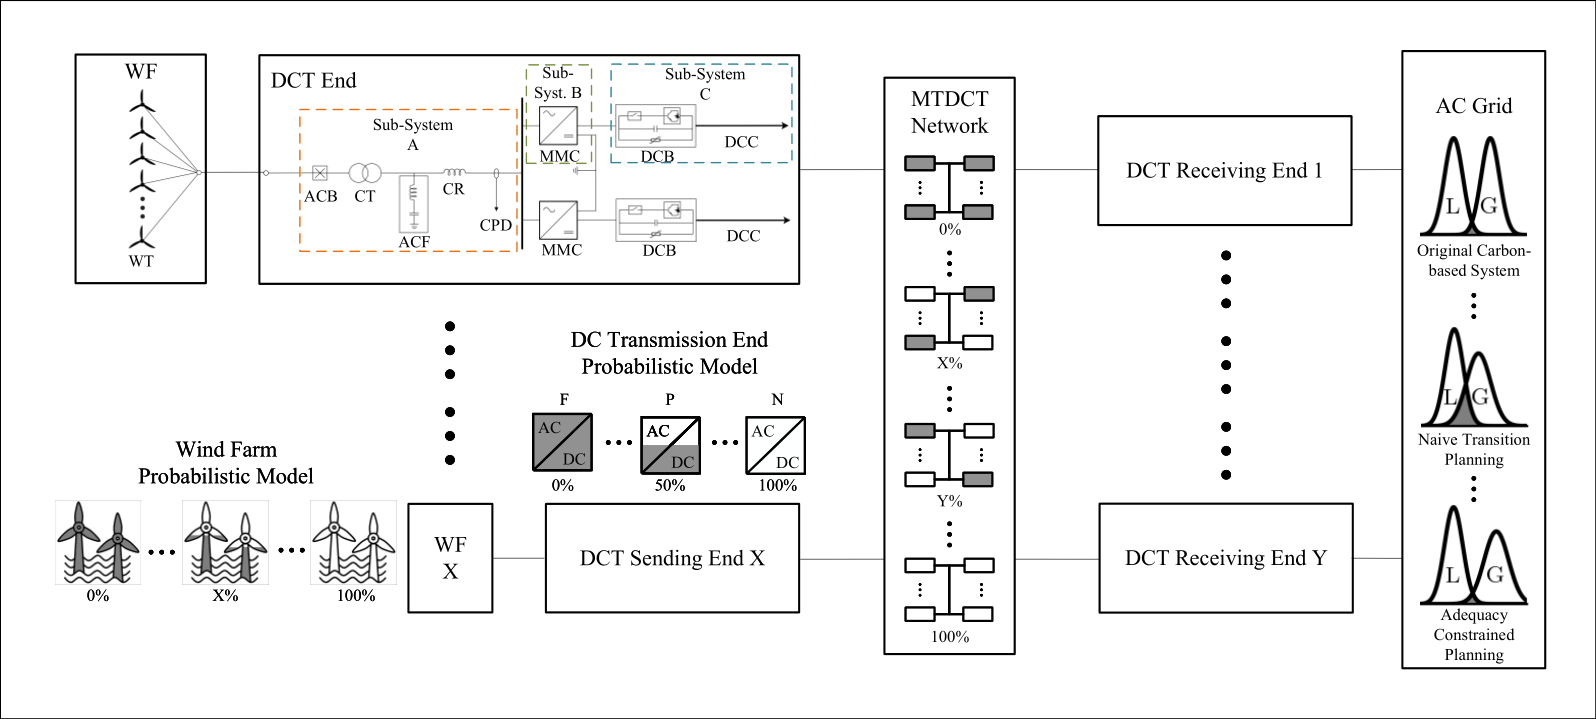 WF
WT
DCT End
Sub-System
A
ACB
CT
ACF
CR
CPD
Sub-
Syst. B
MMC
MMC
Sub-System
C
DCB
DCC
DCB
DCC
MTDCT
Network
0%
X%
Y%
100%
DCT Receiving End 1
AC Grid
L G
Original Carbon-
based System
L G
Naive Transition
Planning
L G
Adequacy
Constrained
Planning
DC Transmission End
Probabilistic Model
F P N
AC AC AC
DC DC DC
0% 50% 100%
Wind Farm
Probabilistic Model
0% X% 100%
WF
X
DCT Sending End X
DCT Receiving End Y